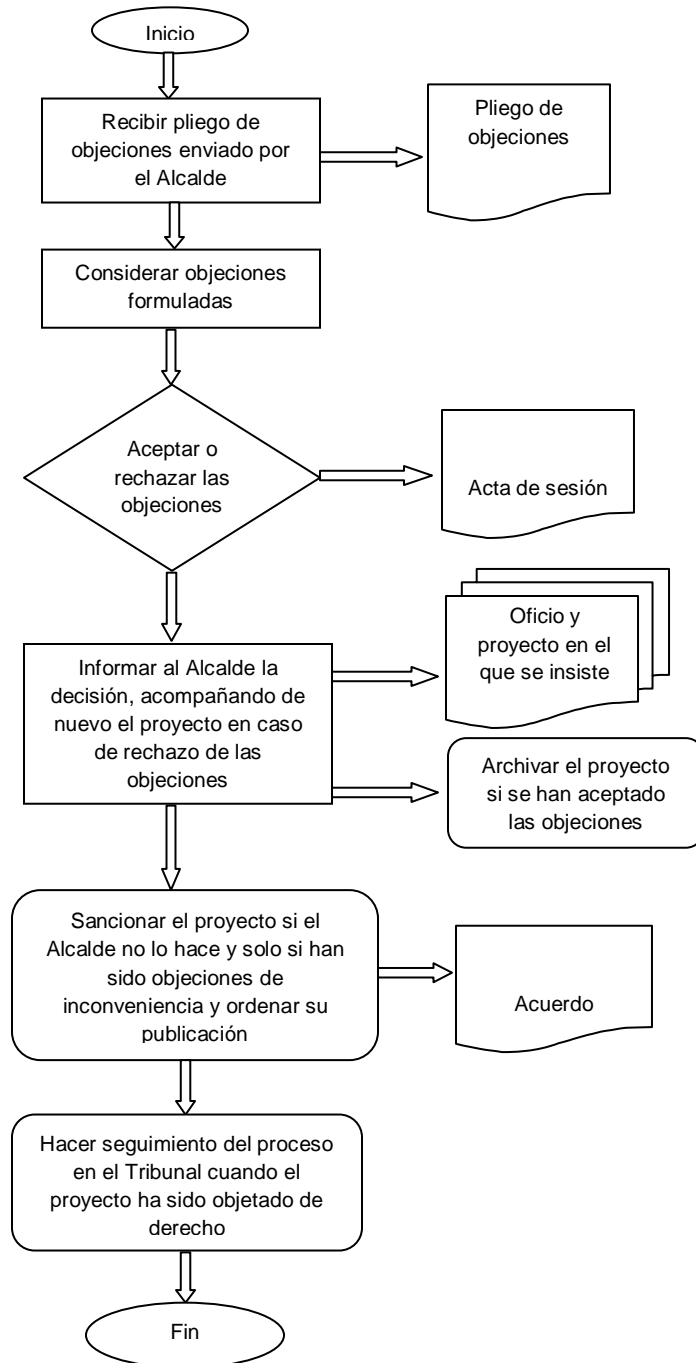 Inicio
Recibir pliego de
objeciones enviado por
el Alcalde
Pliego de
objeciones
Considerar objeciones
formuladas
Aceptar o
rechazar las
objeciones
Acta de sesión
Informar al Alcalde la
decisión, acompañando de
nuevo el proyecto en caso
de rechazo de las
objeciones
Oficio y
proyecto en el
que se insiste
Archivar el proyecto
si se han aceptado
las objeciones
Sancionar el proyecto si el
Alcalde no lo hace y solo si han
sido objeciones de
inconveniencia y ordenar su
publicación
Acuerdo
Hacer seguimiento del proceso
en el Tribunal cuando el
proyecto ha sido objetado de
derecho
Fin